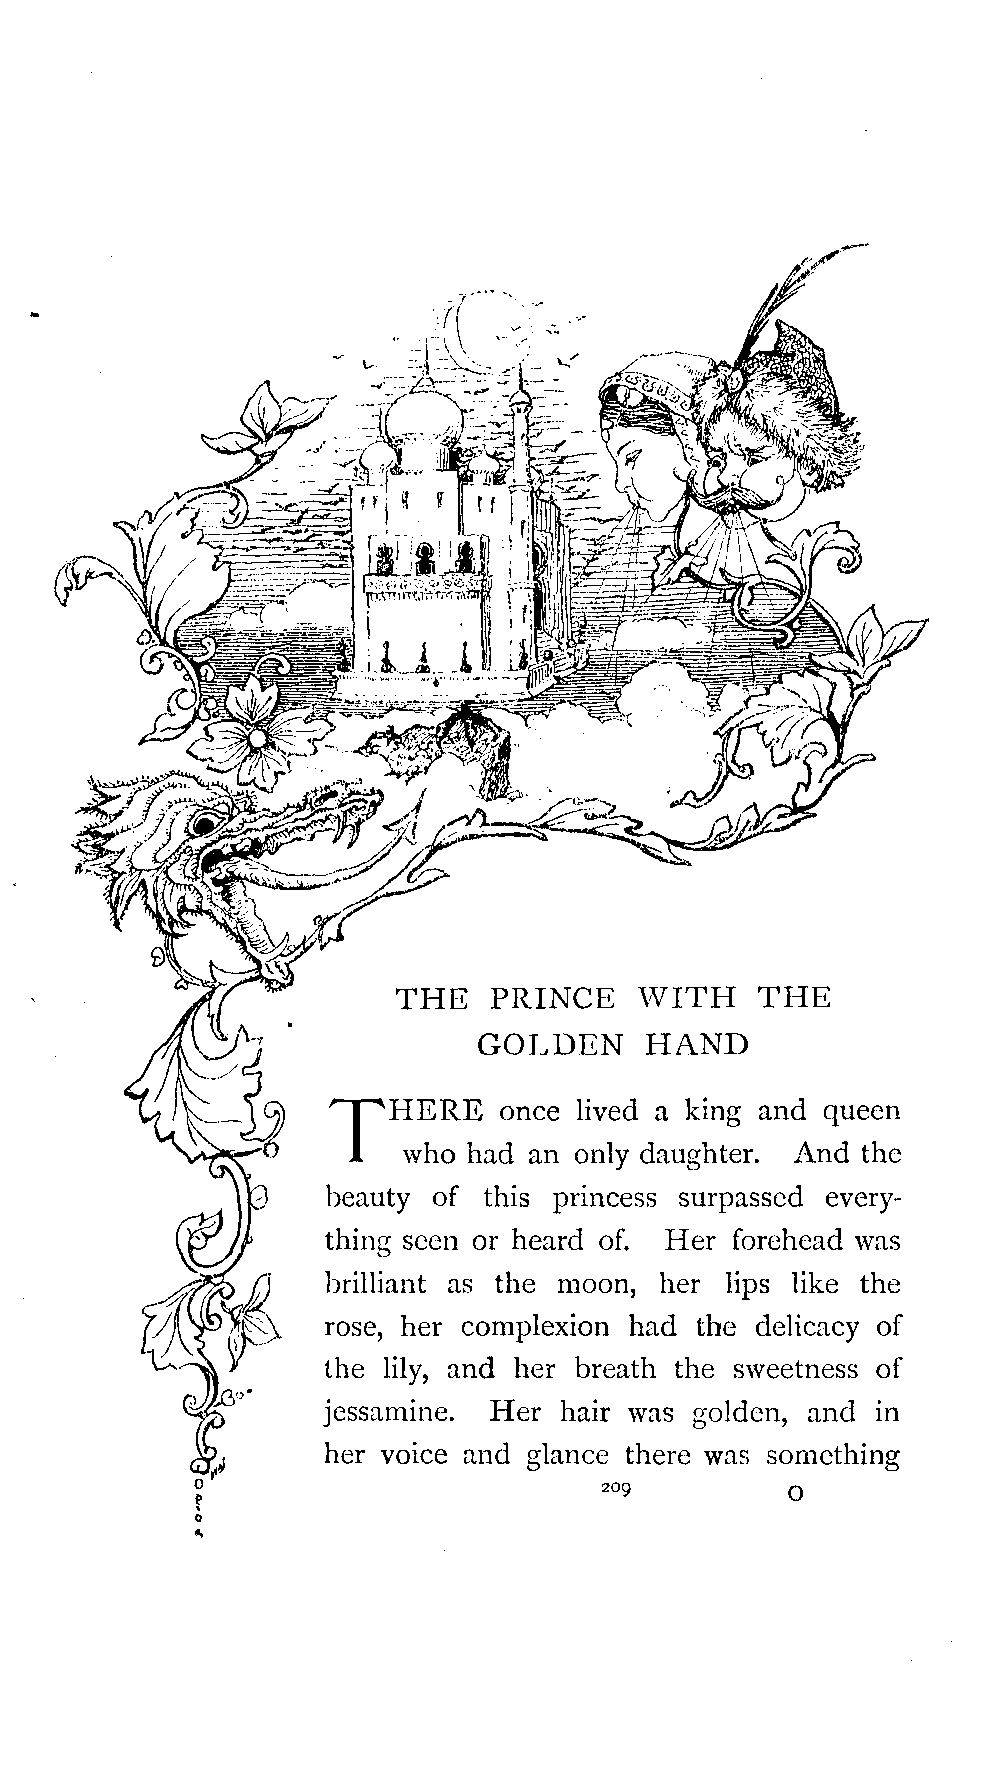 THE PRINCE WITH THE
GOLDEN HAND
THERE once lived a king and queen
who had an only daughter. And the
beauty of this princess surpassed every-
thing seen or heard of. Her forehead was
brilliant as the moon, her lips like the
rose, her complexion had the delicacy of
the lily, and her breath the sweetness of
jessamine. Her hair was golden, and in
her voice and glance there was something
209 O